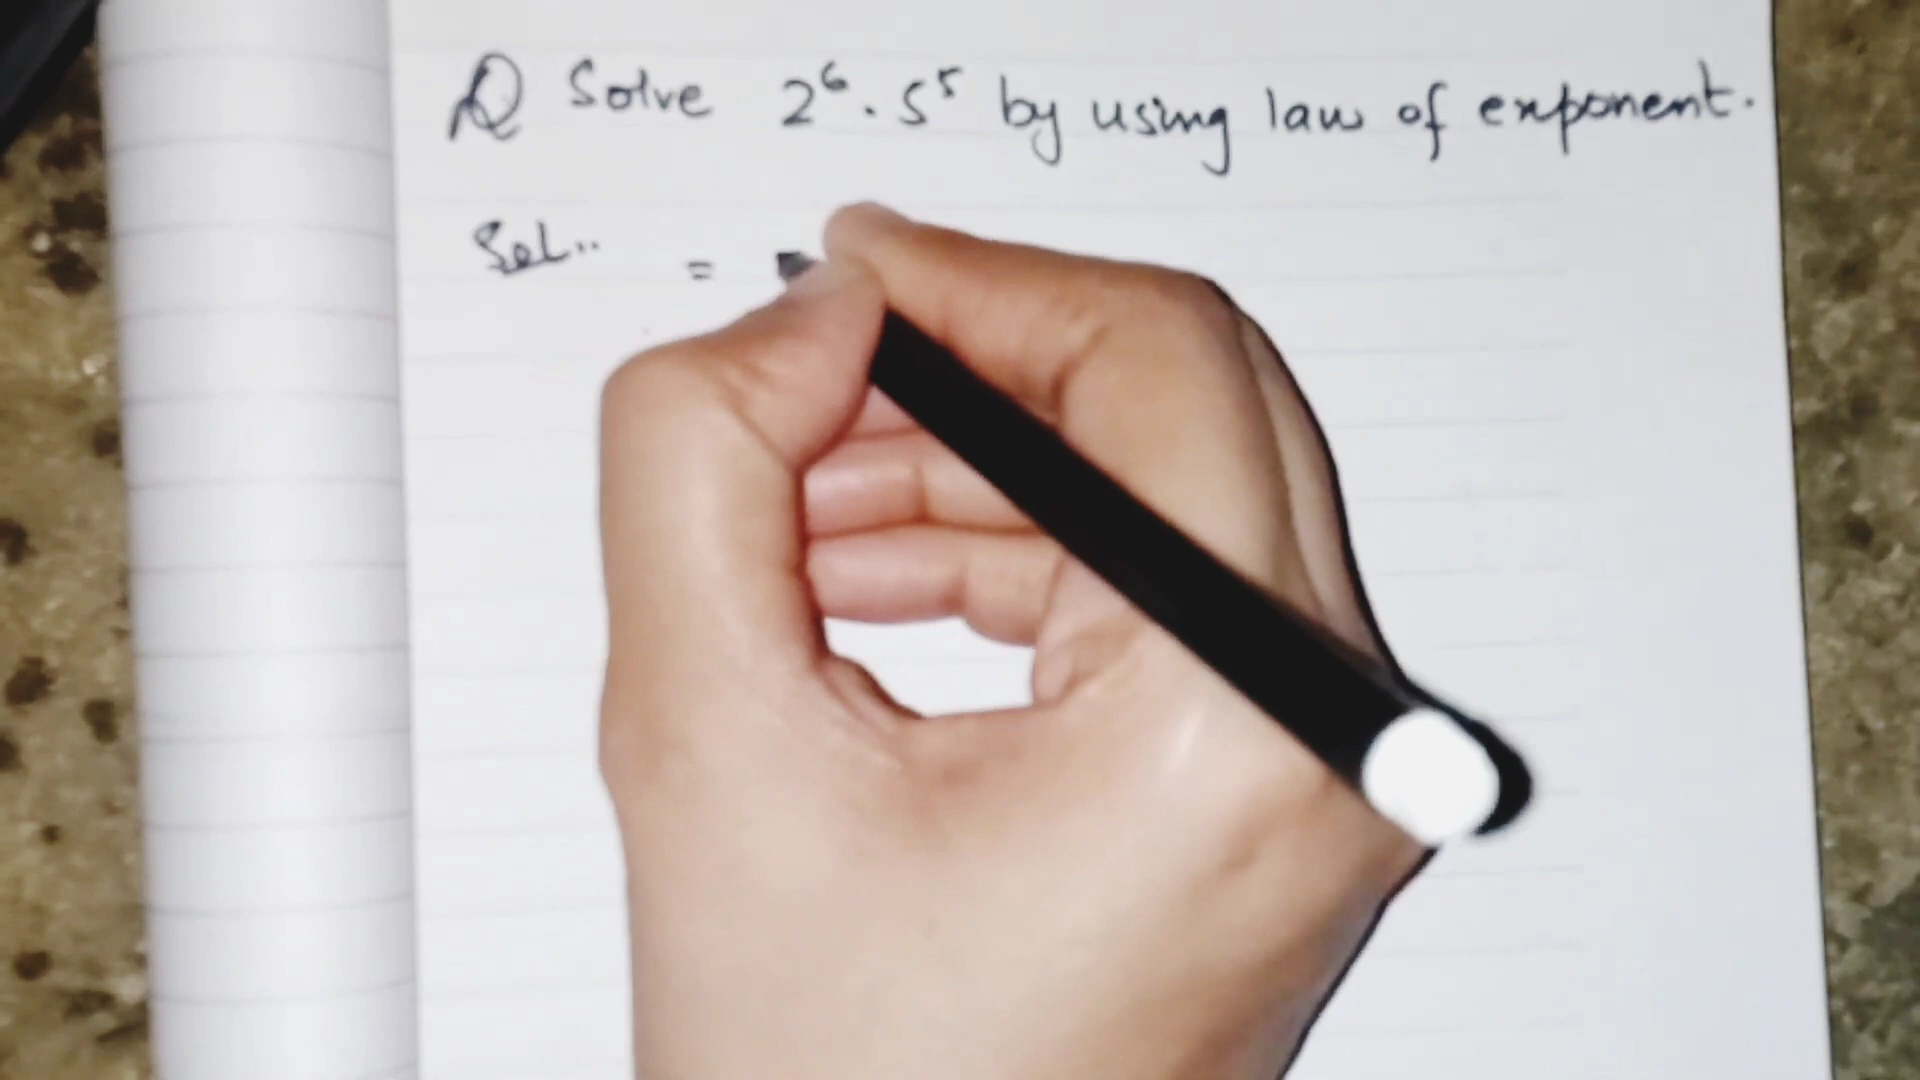 Q Solve 2⁶ · 5⁵ by using law of exponent.
Sol..
=